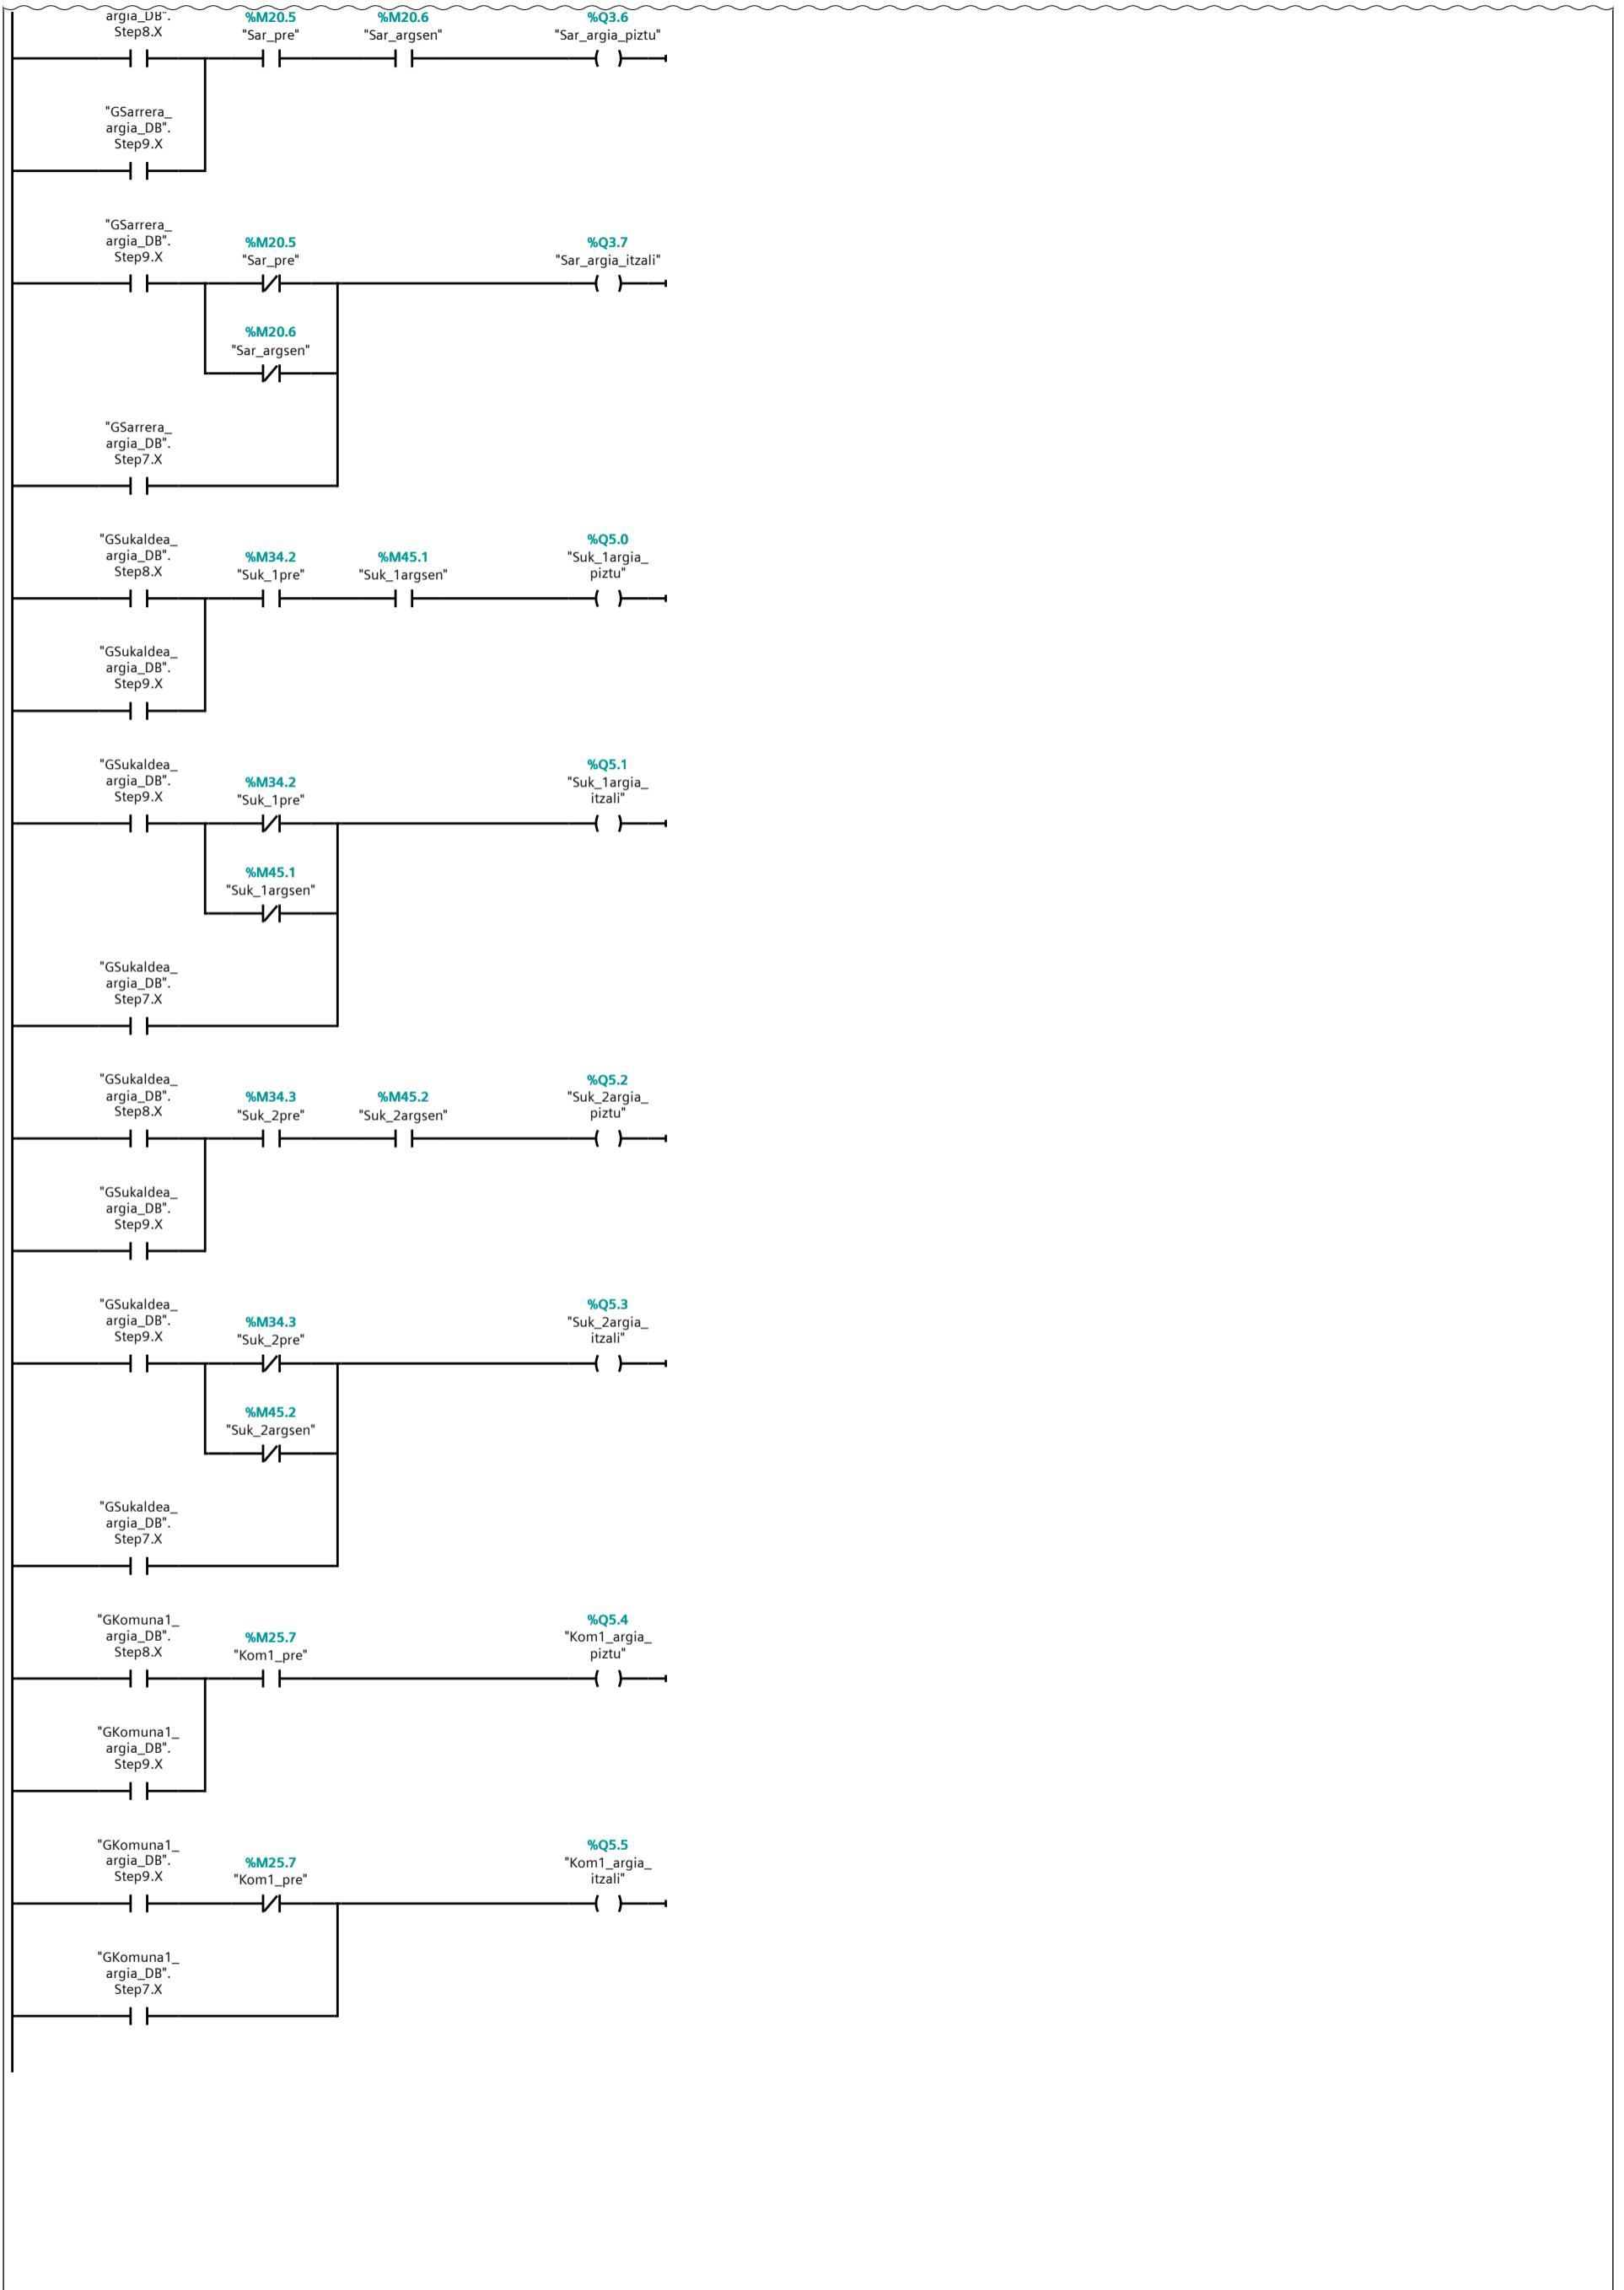 argia_DB".
Step8.X
%M20.5
"Sar_pre"
%M20.6
"Sar_argsen"
%Q3.6
"Sar_argia_piztu"
"GSarrera_
argia_DB".
Step9.X
"GSarrera_
argia_DB".
Step9.X
%M20.5
"Sar_pre"
%Q3.7
"Sar_argia_itzali"
%M20.6
"Sar_argsen"
"GSarrera_
argia_DB".
Step7.X
"GSukaldea_
argia_DB".
Step8.X
%M34.2
"Suk_1pre"
%M45.1
"Suk_1argsen"
%Q5.0
"Suk_1argia_
piztu"
"GSukaldea_
argia_DB".
Step9.X
"GSukaldea_
argia_DB".
Step9.X
%M34.2
"Suk_1pre"
%Q5.1
"Suk_1argia_
itzali"
%M45.1
"Suk_1argsen"
"GSukaldea_
argia_DB".
Step7.X
"GSukaldea_
argia_DB".
Step8.X
%M34.3
"Suk_2pre"
%M45.2
"Suk_2argsen"
%Q5.2
"Suk_2argia_
piztu"
"GSukaldea_
argia_DB".
Step9.X
"GSukaldea_
argia_DB".
Step9.X
%M34.3
"Suk_2pre"
%Q5.3
"Suk_2argia_
itzali"
%M45.2
"Suk_2argsen"
"GSukaldea_
argia_DB".
Step7.X
"GKomuna1_
argia_DB".
Step8.X
%M25.7
"Kom1_pre"
%Q5.4
"Kom1_argia_
piztu"
"GKomuna1_
argia_DB".
Step9.X
"GKomuna1_
argia_DB".
Step9.X
%M25.7
"Kom1_pre"
%Q5.5
"Kom1_argia_
itzali"
"GKomuna1_
argia_DB".
Step7.X